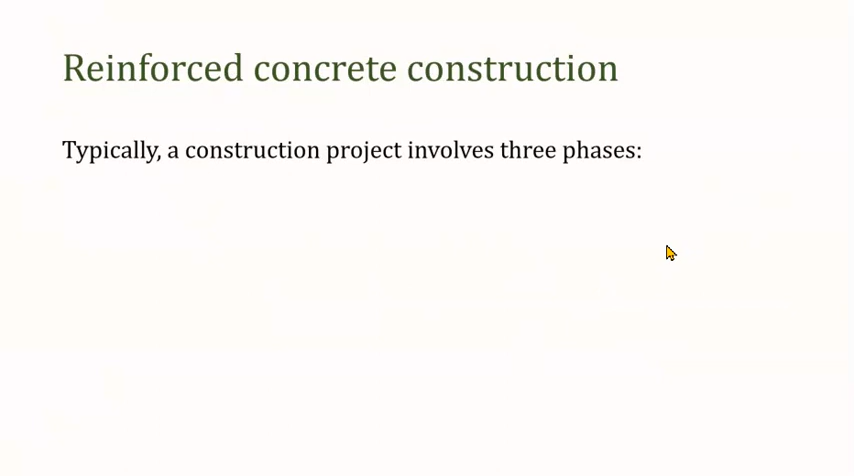 Reinforced concrete construction
Typically, a construction project involves three phases: